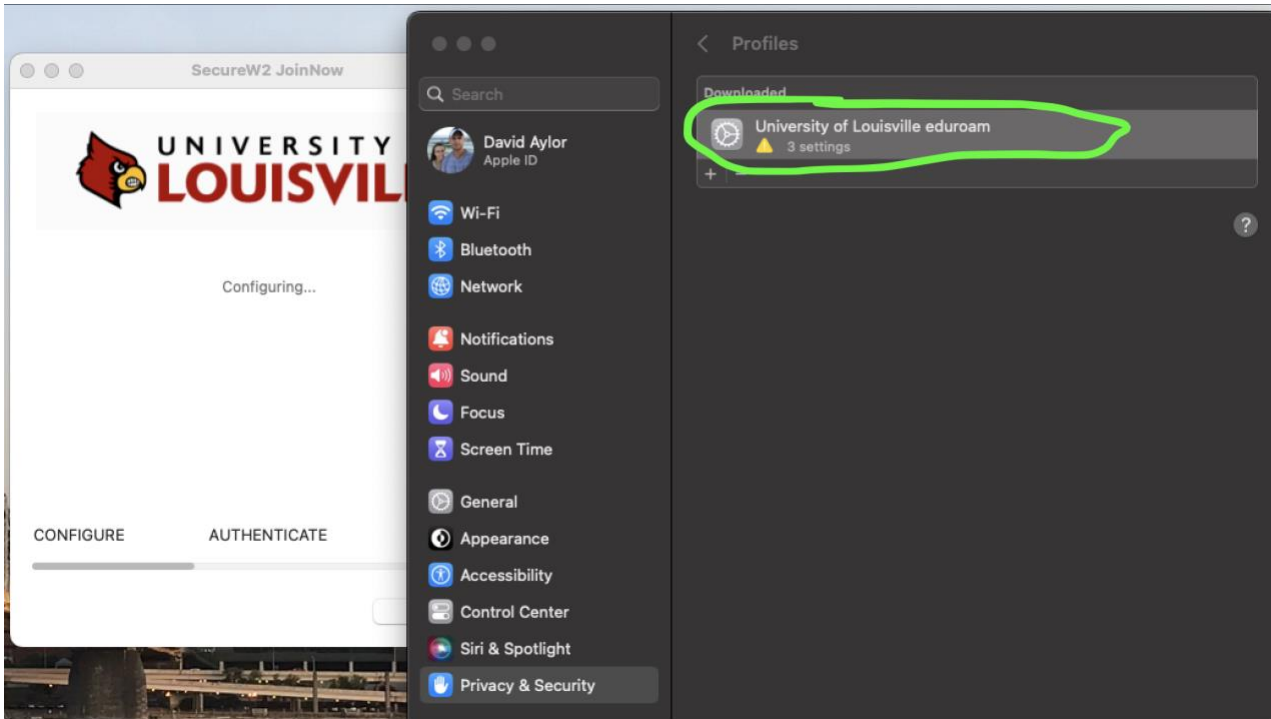 SecureW2 JoinNow
UNIVERSITY
LOUISVIL
Configuring...
CONFIGURE
AUTHENTICATE
Search
David Aylor
Apple ID
Wi-Fi
Bluetooth
Network
Notifications
Sound
Focus
Screen Time
General
Appearance
Accessibility
Control Center
Siri & Spotlight
Privacy & Security
Profiles
Downloaded
University of Louisville eduroam
3 settings
+
?